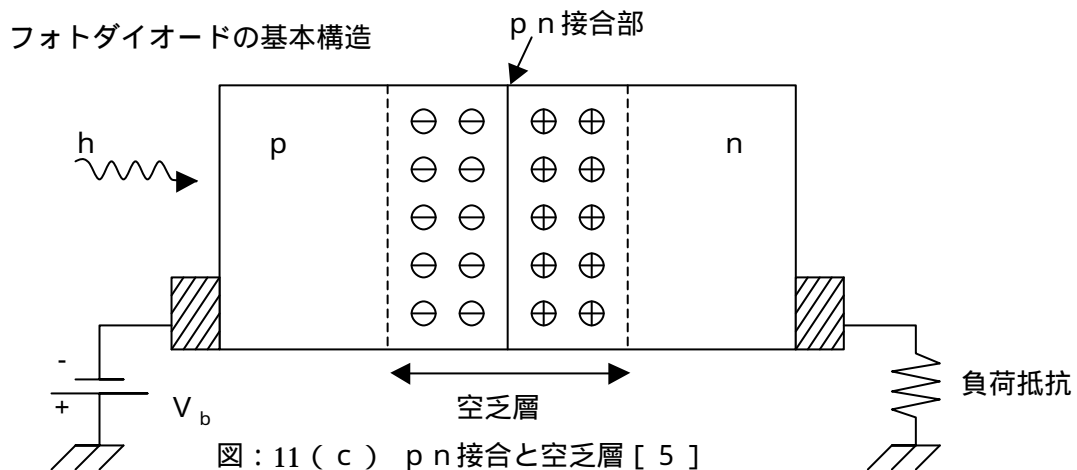 フォトダイオードの基本構造
pn接合部
h
p
n
-
+
Vb
空乏層
負荷抵抗
図：11（c） pn接合と空乏層［5］